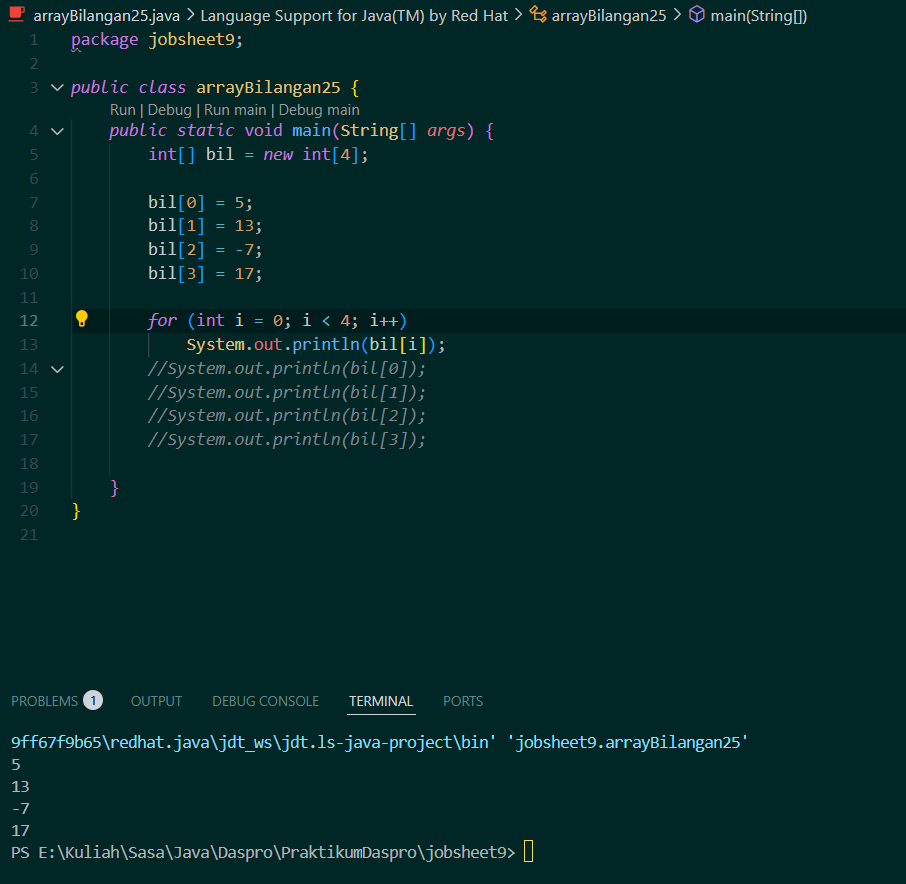 arrayBilangan25.java > Language Support for Java(TM) by Red Hat > arrayBilangan25 > main(String[])
1 package jobsheet9;
2
3 public class arrayBilangan25 {
Run | Debug | Run main | Debug main
4 public static void main(String[] args) {
5 int[] bil = new int[4];
6
7 bil[0] = 5;
8 bil[1] = 13;
9 bil[2] = -7;
10 bil[3] = 17;
11
12 for (int i = 0; i < 4; i++)
13 System.out.println(bil[i]);
14 //System.out.println(bil[0]);
15 //System.out.println(bil[1]);
16 //System.out.println(bil[2]);
17 //System.out.println(bil[3]);
18
19 }
20 }
21
PROBLEMS 1 OUTPUT DEBUG CONSOLE TERMINAL PORTS
9ff67f9b65\redhat.java\jdt_ws\jdt.ls-java-project\bin' 'jobsheet9.arrayBilangan25'
5
13
-7
17
PS E:\Kuliah\Sasa\Java\Daspro\PraktikumDaspro\jobsheet9>